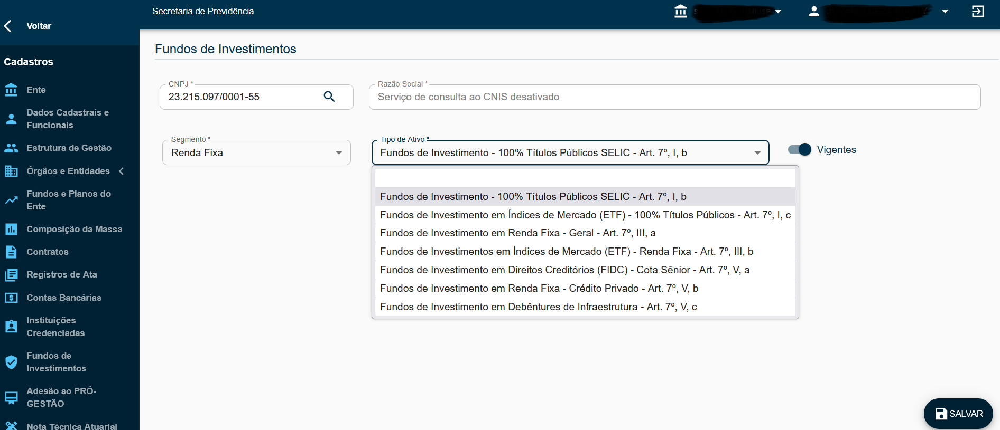 Secretaria de Previdência
Voltar
Cadastros
Ente
Dados Cadastrais e
Funcionais
Estrutura de Gestão
Órgãos e Entidades
Fundos e Planos do
Ente
Composição da Massa
Contratos
Registros de Ata
Contas Bancárias
Instituições
Credenciadas
Fundos de
Investimentos
Adesão ao PRÓ-
GESTÃO
Nota Técnica Atuarial
Fundos de Investimentos
CNPJ *
23.215.097/0001-55
Razão Social *
Serviço de consulta ao CNIS desativado
Segmento *
Renda Fixa
Tipo de Ativo *
Fundos de Investimento - 100% Títulos Públicos SELIC - Art. 7º, I, b
Vigentes
Fundos de Investimento - 100% Títulos Públicos SELIC - Art. 7º, I, b
Fundos de Investimento em Índices de Mercado (ETF) - 100% Títulos Públicos - Art. 7º, I, c
Fundos de Investimento em Renda Fixa - Geral - Art. 7º, III, a
Fundos de Investimentos em Índices de Mercado (ETF) - Renda Fixa - Art. 7º, III, b
Fundos de Investimento em Direitos Creditórios (FIDC) - Cota Sênior - Art. 7º, V, a
Fundos de Investimento em Renda Fixa - Crédito Privado - Art. 7º, V, b
Fundos de Investimento em Debêntures de Infraestrutura - Art. 7º, V, c
SALVAR